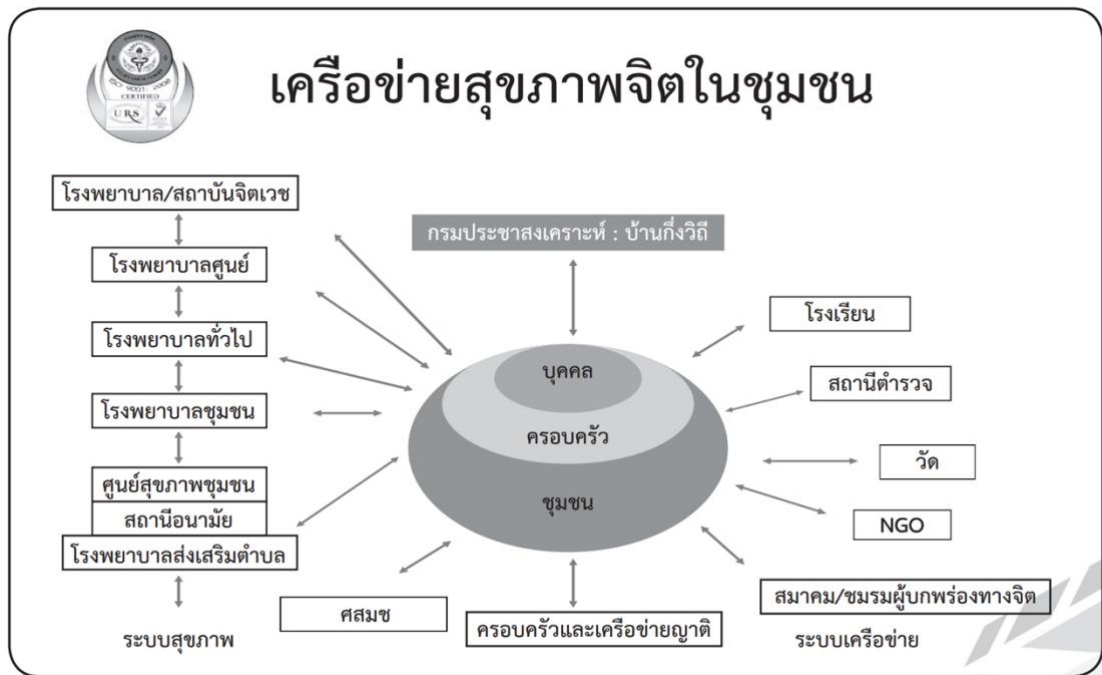 ISO 9001: 2008
CERTIFIED
URS
เครือข่ายสุขภาพจิตในชุมชน
โรงพยาบาล/สถาบันจิตเวช
กรมประชาสงเคราะห์ : บ้านกึ่งวิถี
โรงพยาบาลศูนย์
โรงเรียน
โรงพยาบาลทั่วไป
บุคคล
สถานีตำรวจ
โรงพยาบาลชุมชน
ครอบครัว
วัด
ศูนย์สุขภาพชุมชน
ชุมชน
สถานีอนามัย
NGO
โรงพยาบาลส่งเสริมตำบล
สมาคม/ชมรมผู้บกพร่องทางจิต
ศสมช
ครอบครัวและเครือข่ายญาติ
ระบบสุขภาพ
ระบบเครือข่าย